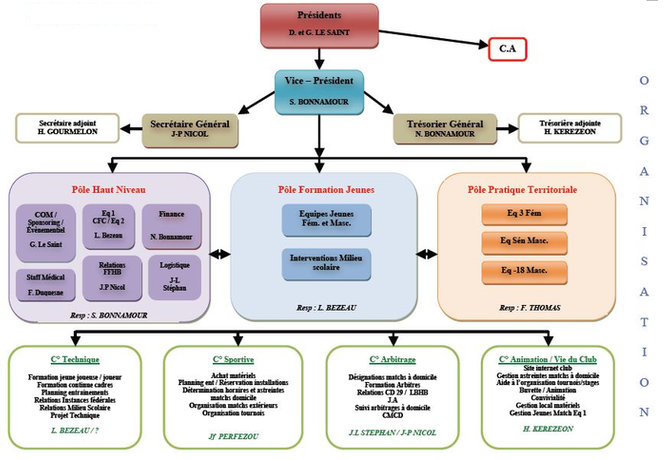 Présidents
D. et G. LE SAINT
C.A
Vice – Président
S. BONNAMOUR
Secrétaire adjoint
H. GOURMELON
Secrétaire Général
J-P NICOL
Trésorier Général
N. BONNAMOUR
Trésorière adjointe
H. KEREZEON
Pôle Haut Niveau
COM /
Sponsoring /
Évènementiel
G. Le Saint
Eq 1
CFC / Eq 2
L. Bezeau
Finance
N. Bonnamour
Staff Médical
F. Duquesne
Relations
FFHB
J.P Nicol
Logistique
J-L
Stéphan
Resp : S. BONNAMOUR
Pôle Formation Jeunes
Equipes Jeunes
Fém. et Masc.
Interventions Milieu
scolaire
Resp : L. BEZEAU
Pôle Pratique Territoriale
Eq 3 Fém
Eq Sén Masc.
Eq -18 Masc.
Resp : F. THOMAS
C° Technique
Formation jeune joueuse / joueur
Formation continue cadres
Planning entrainements
Relations Instances fédérales
Relations Milieu Scolaire
Projet Technique
L. BEZEAU / ?
C° Sportive
Achat matériels
Planning ent / Réservation installations
Détermination horaires et astreintes
matchs domicile
Organisation matchs extérieurs
Organisation tournois
Jf PERFEZOU
C° Arbitrage
Désignations matchs à domicile
Formation Arbitres
Relations CD 29 / LBHB
J.A
Suivi arbitrages à domicile
CMCD
J.L STEPHAN / J-P NICOL
C° Animation / Vie du Club
Site internet club
Gestion astreintes matchs à domicile
Aide à l'organisation tournois/stages
Buvette / Animation
Convivialité
Gestion local matériels
Gestion Jeunes Match Eq 1
H. KEREZEON
ORGANISATION